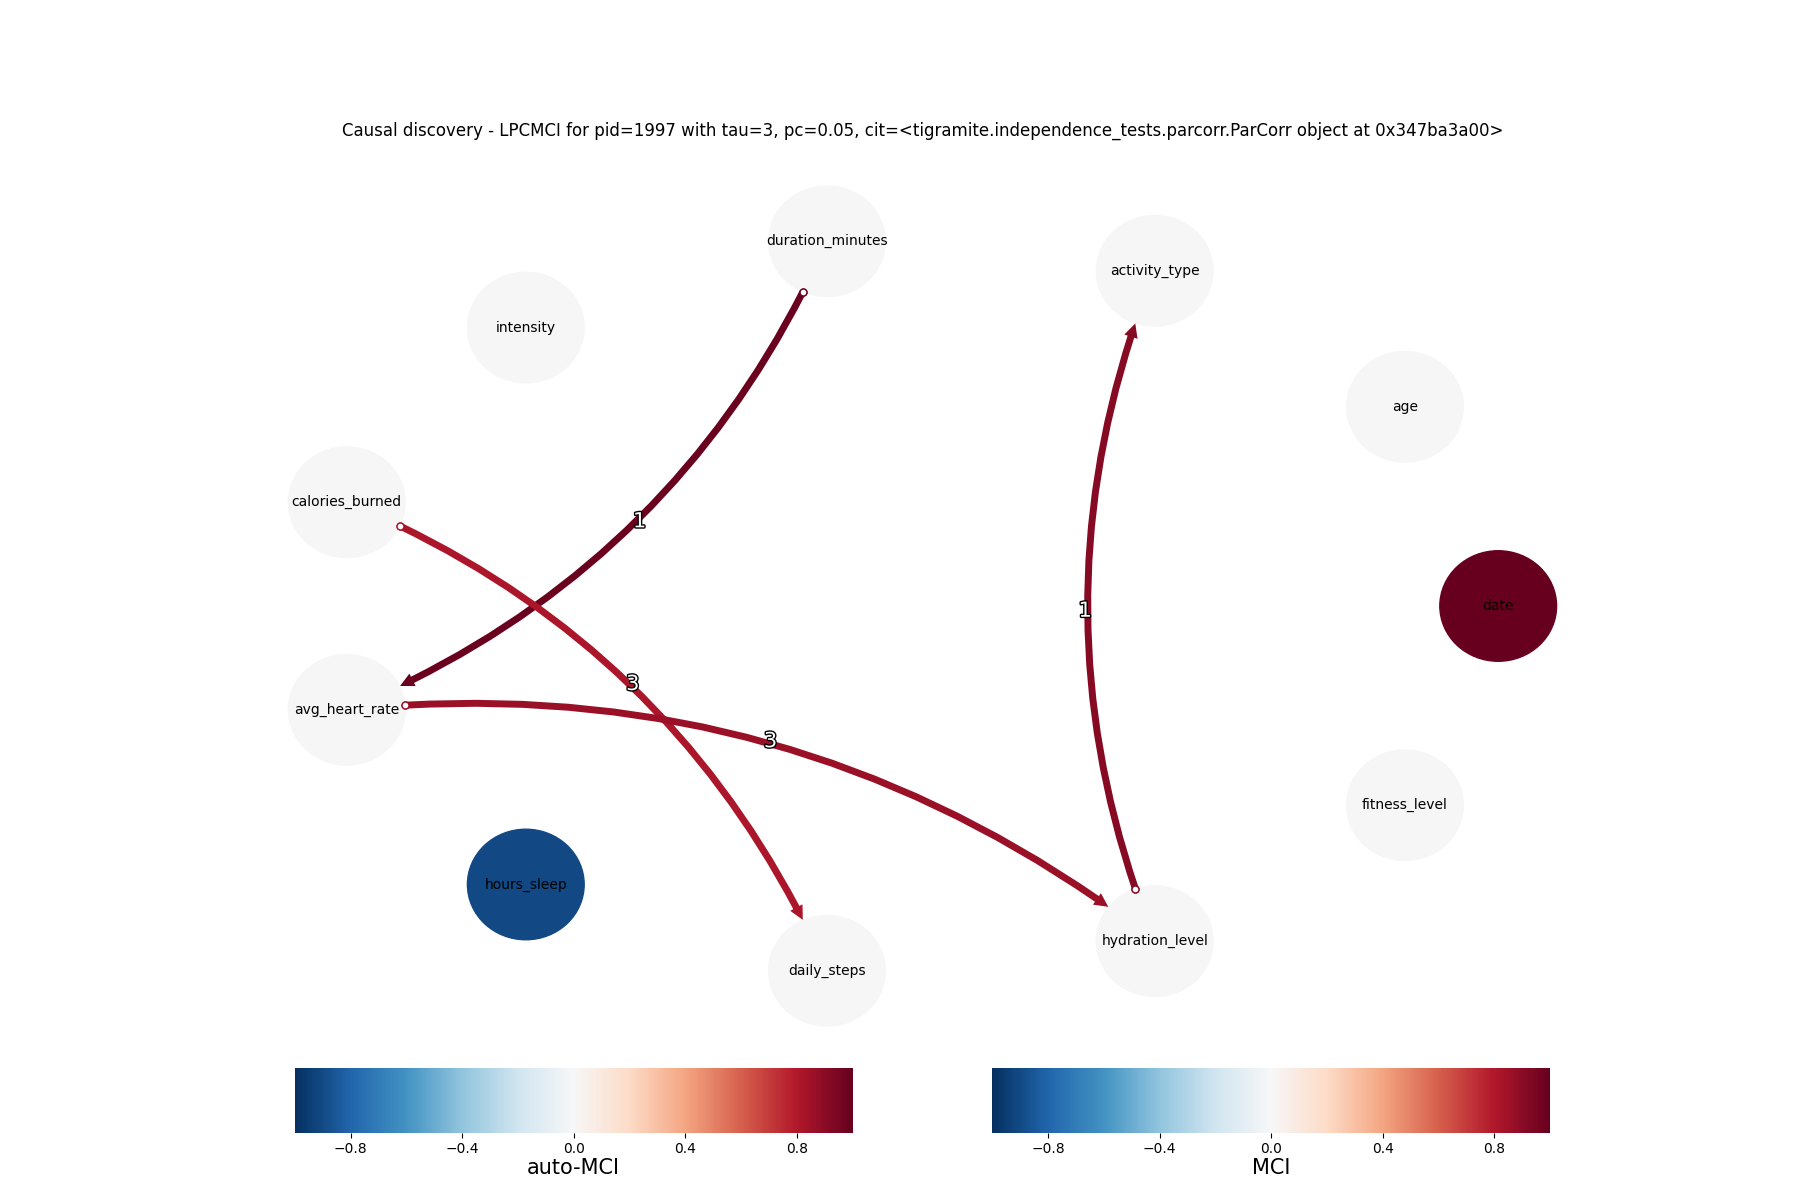 Causal discovery - LPCMCI for pid=1997 with tau=3, pc=0.05, cit=<tigramite.independence_tests.parcorr.ParCorr object at 0x347ba3a00>
duration_minutes
activity_type
intensity
age
calories_burned
1
date
1
3
avg_heart_rate
3
fitness_level
hours_sleep
hydration_level
daily_steps
−0.8 −0.4 0.0 0.4 0.8
auto-MCI
−0.8 −0.4 0.0 0.4 0.8
MCI